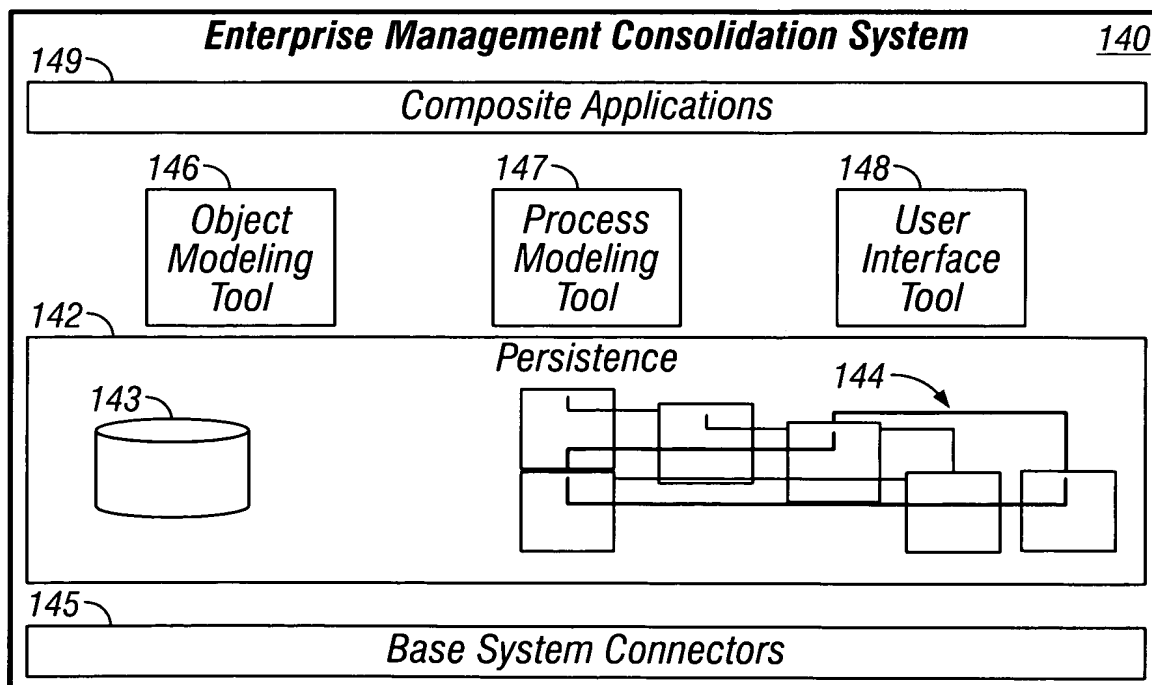 Enterprise Management Consolidation System 140
149
Composite Applications
146
Object
Modeling
Tool
147
Process
Modeling
Tool
148
User
Interface
Tool
142
Persistence
143
144
145
Base System Connectors